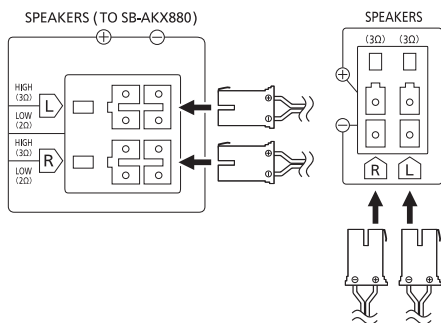 SPEAKERS (TO SB-AKX880)
⊕ ⊖
HIGH
(3Ω)
L
LOW
(2Ω)
HIGH
(3Ω)
R
LOW
(2Ω)
⊕
⊖
⊕
⊖
SPEAKERS
(3Ω) (3Ω)
⊕
⊖
R L
⊖ ⊕ ⊖ ⊕